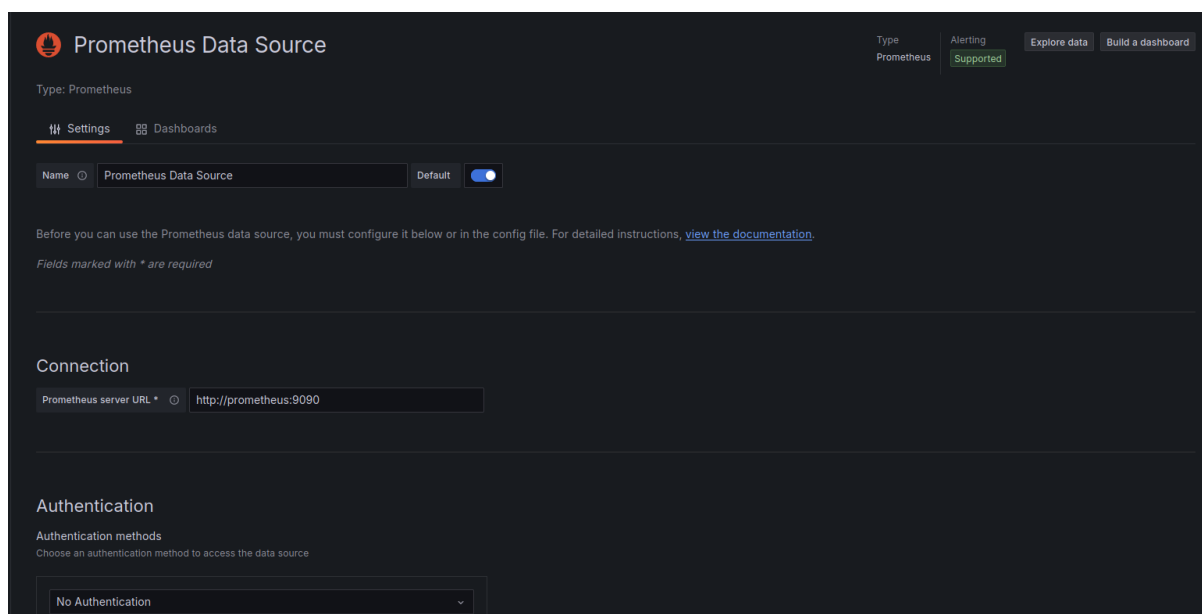 Prometheus Data Source
Type
Prometheus
Alerting
Supported
Explore data
Build a dashboard
Type: Prometheus
Settings
Dashboards
Name
Prometheus Data Source
Default
Before you can use the Prometheus data source, you must configure it below or in the config file. For detailed instructions, view the documentation.
Fields marked with * are required
Connection
Prometheus server URL *
http://prometheus:9090
Authentication
Authentication methods
Choose an authentication method to access the data source
No Authentication